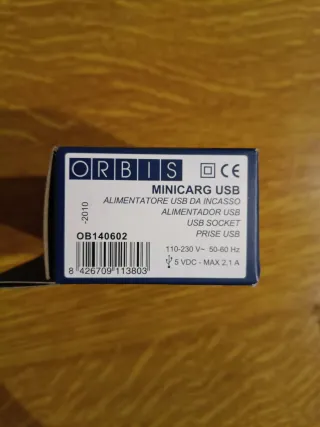 ORBIS CE
MINICARG USB
ALIMENTATORE USB DA INCASSO
ALIMENTADOR USB
USB SOCKET
PRISE USB
-2010
OB140602
110-230 V~ 50-60 Hz
5 VDC - MAX 2,1 A
8 426709 113803